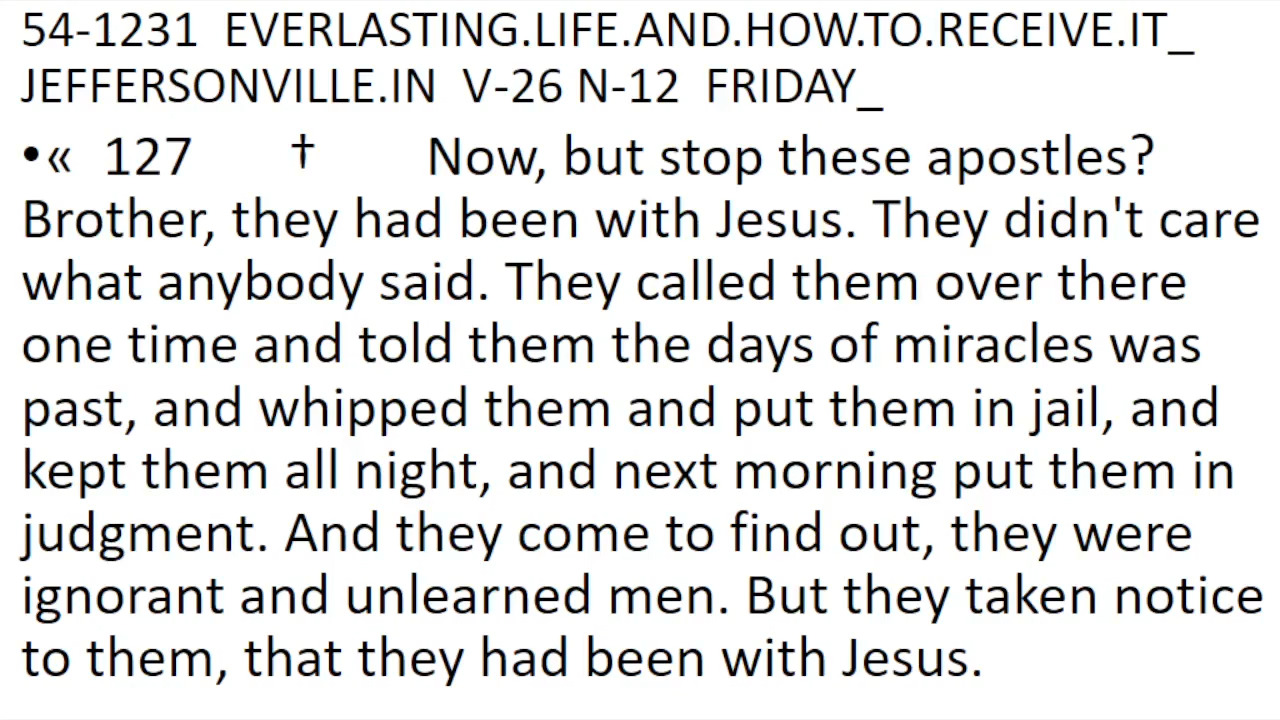 54-1231 EVERLASTING.LIFE.AND.HOW.TO.RECEIVE.IT_
JEFFERSONVILLE.IN V-26 N-12 FRIDAY_
•« 127 † Now, but stop these apostles?
Brother, they had been with Jesus. They didn't care
what anybody said. They called them over there
one time and told them the days of miracles was
past, and whipped them and put them in jail, and
kept them all night, and next morning put them in
judgment. And they come to find out, they were
ignorant and unlearned men. But they taken notice
to them, that they had been with Jesus.